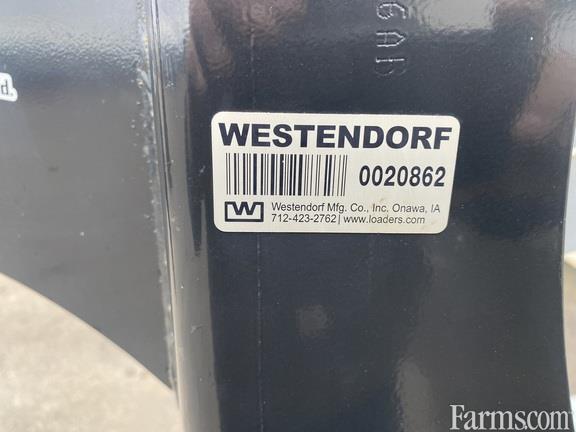 d.
WESTENDORF
0020862
W
Westendorf Mfg. Co., Inc. Onawa, IA
712-423-2762 | www.loaders.com
Farms.com